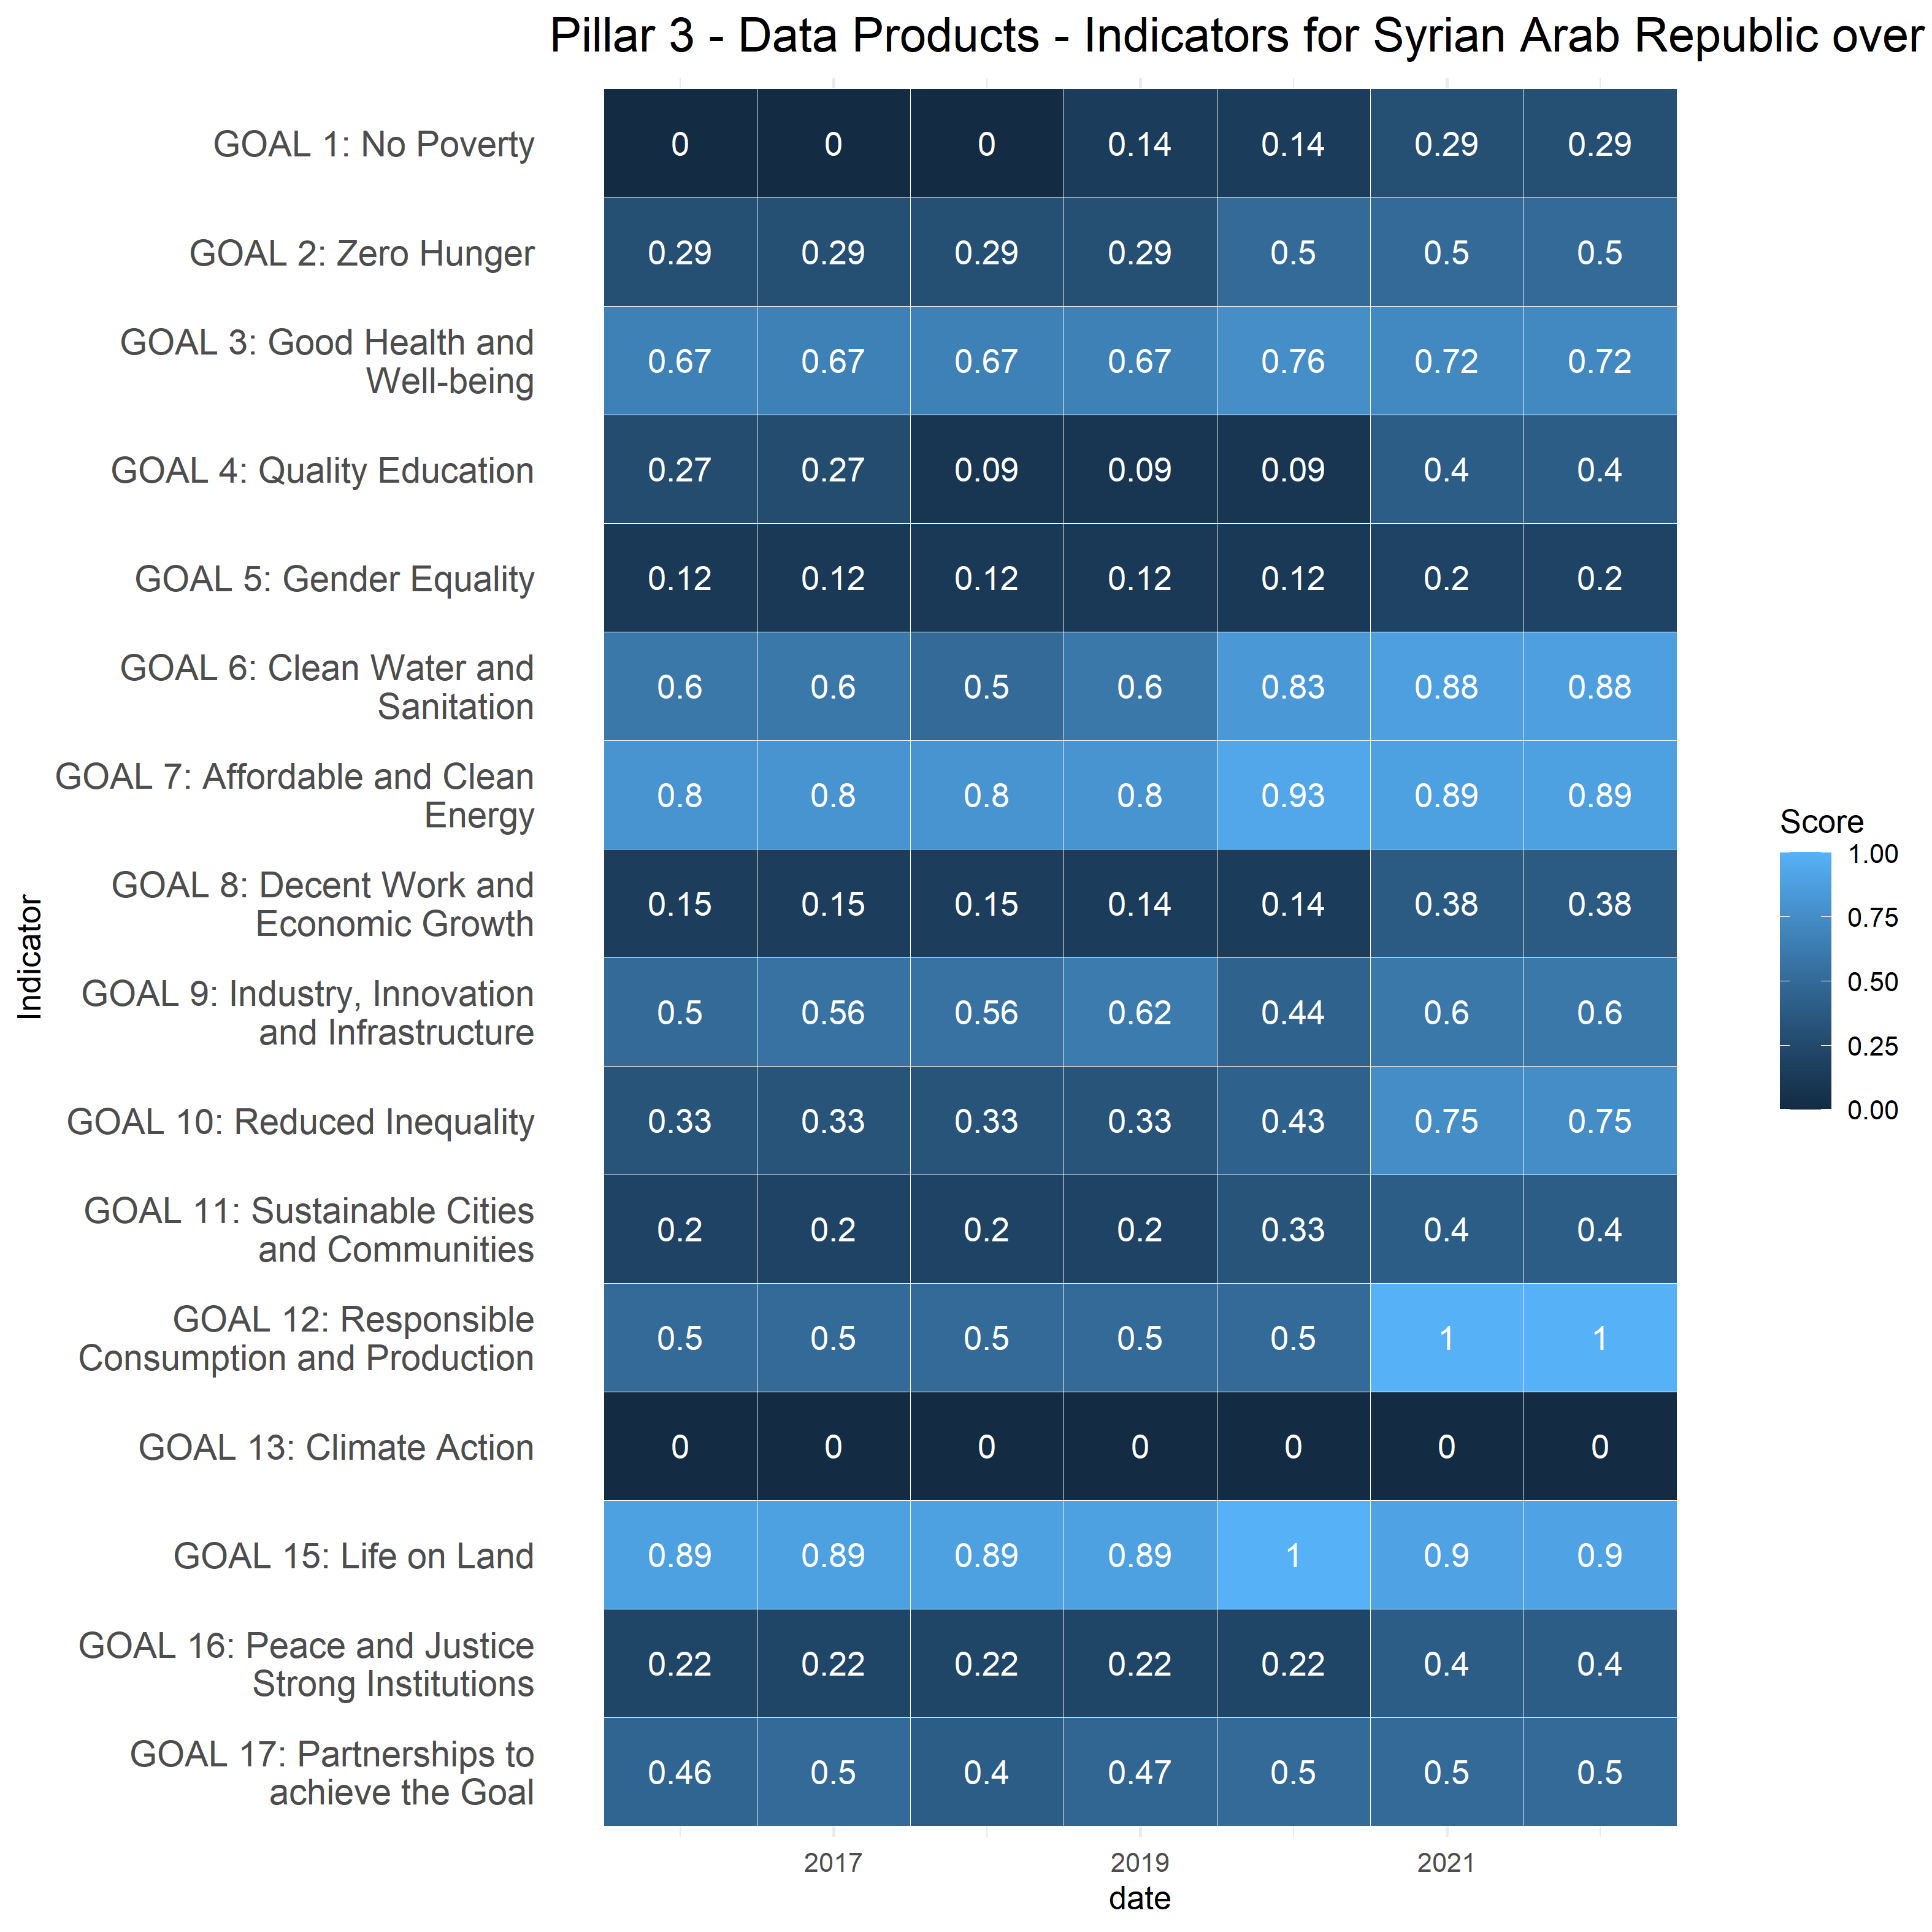 Pillar 3 - Data Products - Indicators for Syrian Arab Republic over
GOAL 1: No Poverty
0 0 0 0.14 0.14 0.29 0.29
GOAL 2: Zero Hunger
0.29 0.29 0.29 0.29 0.5 0.5 0.5
GOAL 3: Good Health and
Well-being
0.67 0.67 0.67 0.67 0.76 0.72 0.72
GOAL 4: Quality Education
0.27 0.27 0.09 0.09 0.09 0.4 0.4
GOAL 5: Gender Equality
0.12 0.12 0.12 0.12 0.12 0.2 0.2
GOAL 6: Clean Water and
Sanitation
0.6 0.6 0.5 0.6 0.83 0.88 0.88
GOAL 7: Affordable and Clean
Energy
0.8 0.8 0.8 0.8 0.93 0.89 0.89
GOAL 8: Decent Work and
Economic Growth
0.15 0.15 0.15 0.14 0.14 0.38 0.38
GOAL 9: Industry, Innovation
and Infrastructure
0.5 0.56 0.56 0.62 0.44 0.6 0.6
GOAL 10: Reduced Inequality
0.33 0.33 0.33 0.33 0.43 0.75 0.75
GOAL 11: Sustainable Cities
and Communities
0.2 0.2 0.2 0.2 0.33 0.4 0.4
GOAL 12: Responsible
Consumption and Production
0.5 0.5 0.5 0.5 0.5 1 1
GOAL 13: Climate Action
0 0 0 0 0 0 0
GOAL 15: Life on Land
0.89 0.89 0.89 0.89 1 0.9 0.9
GOAL 16: Peace and Justice
Strong Institutions
0.22 0.22 0.22 0.22 0.22 0.4 0.4
GOAL 17: Partnerships to
achieve the Goal
0.46 0.5 0.4 0.47 0.5 0.5 0.5
2017 2019 2021
date
Indicator
Score
1.00
0.75
0.50
0.25
0.00